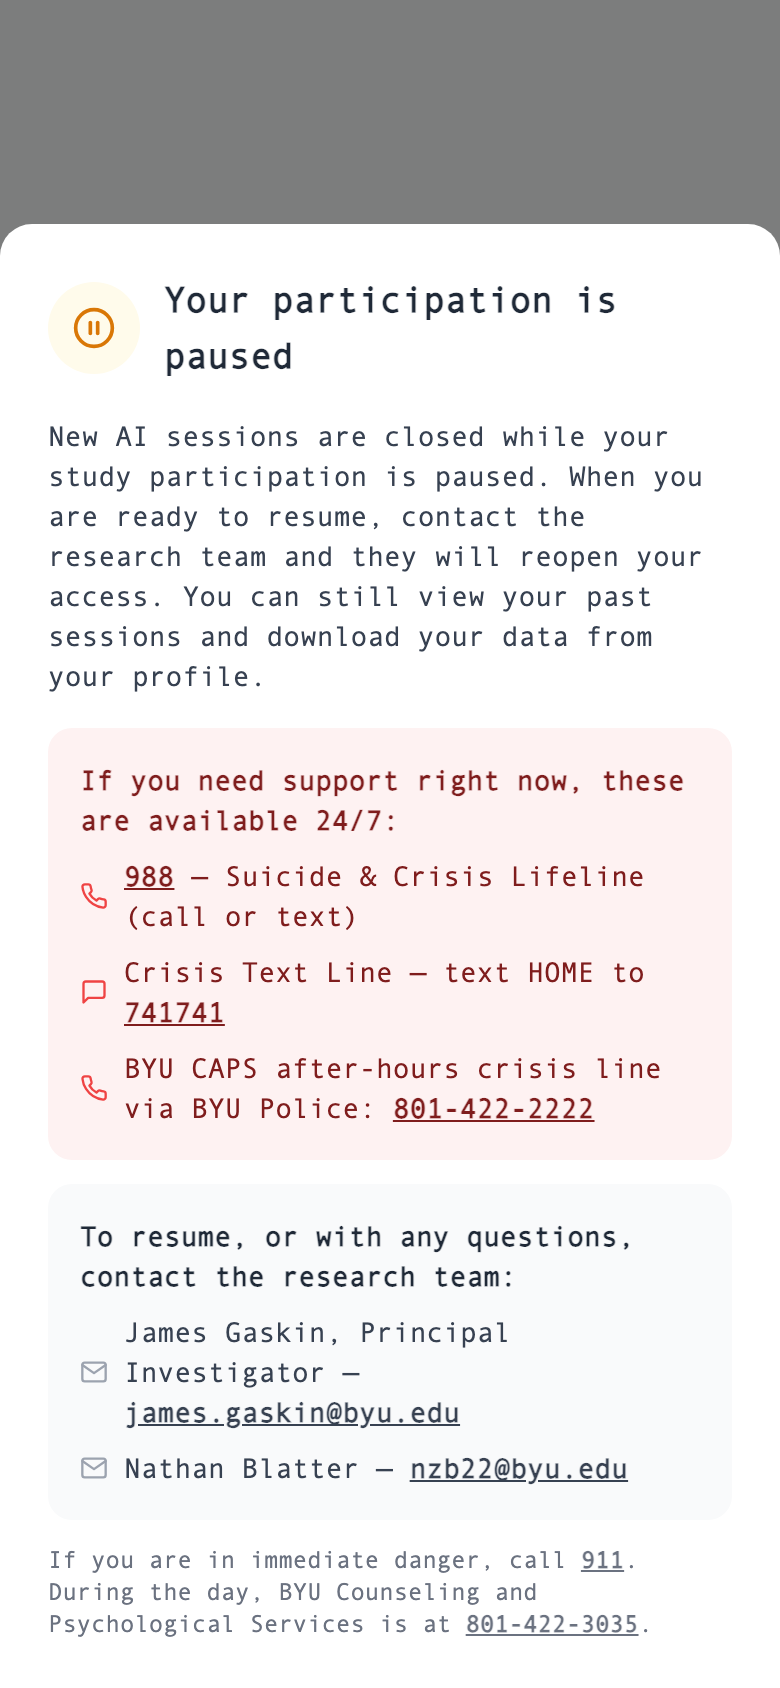 Your participation is
paused
New AI sessions are closed while your
study participation is paused. When you
are ready to resume, contact the
research team and they will reopen your
access. You can still view your past
sessions and download your data from
your profile.
If you need support right now, these
are available 24/7:
988 — Suicide & Crisis Lifeline
(call or text)
Crisis Text Line — text HOME to
741741
BYU CAPS after-hours crisis line
via BYU Police: 801-422-2222
To resume, or with any questions,
contact the research team:
James Gaskin, Principal
Investigator —
james.gaskin@byu.edu
Nathan Blatter — nzb22@byu.edu
If you are in immediate danger, call 911.
During the day, BYU Counseling and
Psychological Services is at 801-422-3035.